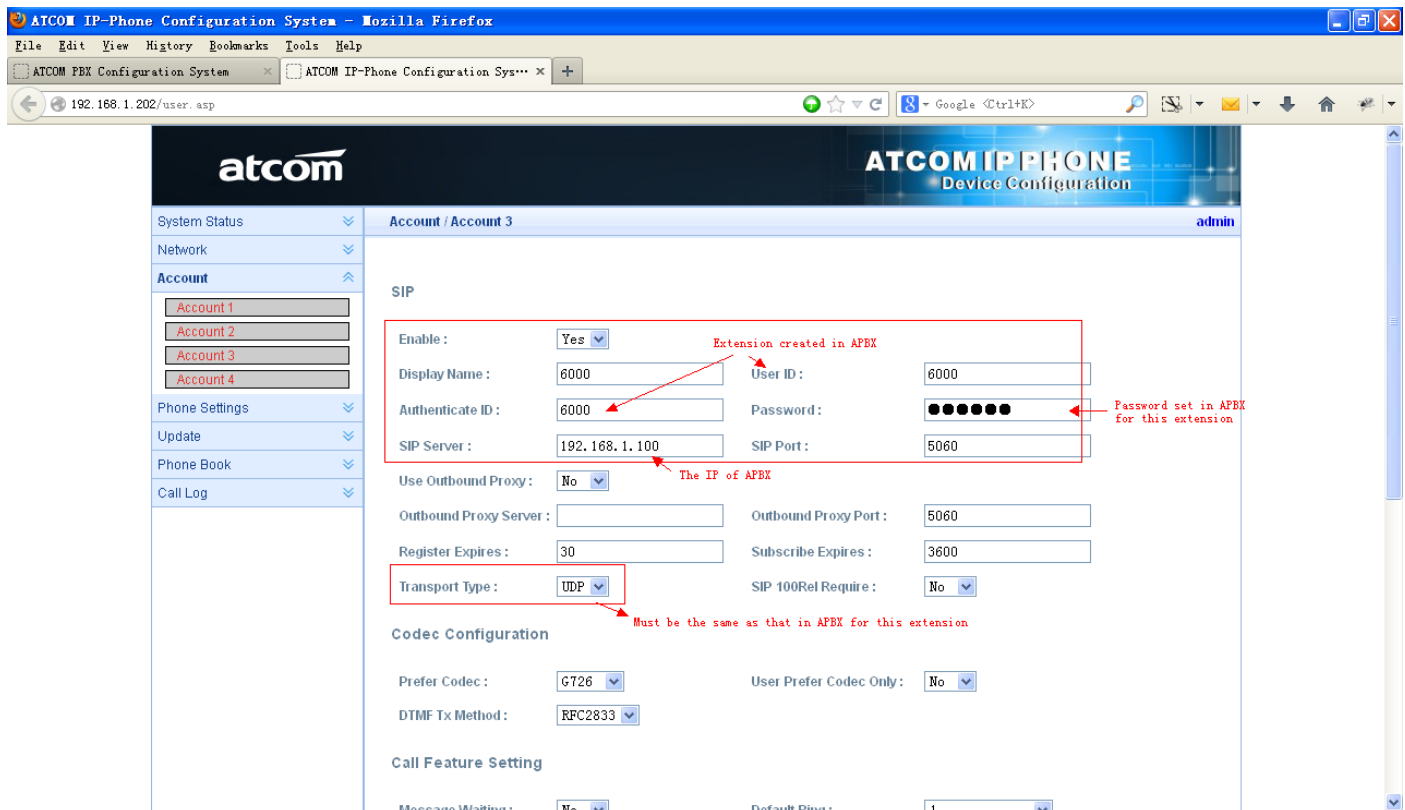 ATCOM IP-Phone Configuration System - Mozilla Firefox
File Edit View History Bookmarks Tools Help
ATCOM PBX Configuration System × ATCOM IP-Phone Configuration Sys··· × +
192.168.1.202/user.asp
Google <Ctrl+K>
atcom
ATCOM IP PHONE
Device Configuration
System Status
Network
Account
Account 1
Account 2
Account 3
Account 4
Phone Settings
Update
Phone Book
Call Log
Account / Account 3 admin
SIP
Enable : Yes
Extension created in APBX
Display Name : 6000 User ID : 6000
Authenticate ID : 6000 Password : ●●●●●●
Password set in APBX
for this extension
SIP Server : 192.168.1.100 SIP Port : 5060
The IP of APBX
Use Outbound Proxy : No
Outbound Proxy Server : Outbound Proxy Port : 5060
Register Expires : 30 Subscribe Expires : 3600
Transport Type : UDP SIP 100Rel Require : No
Must be the same as that in APBX for this extension
Codec Configuration
Prefer Codec : G726 User Prefer Codec Only : No
DTMF Tx Method : RFC2833
Call Feature Setting
Message Waiting : No Default Ring : 1